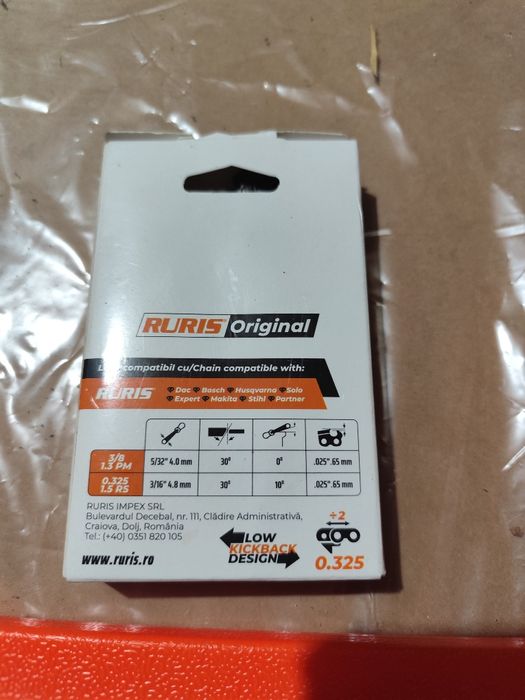 RURIS Original
compatibil cu/Chain compatible with:
RURIS
Dac Bosch Husqvarna Solo
Expert Makita Stihl Partner
3/8
1.3 PM
5/32" 4.0 mm 30° 0° .025".65 mm
0.325
1.5 RS
3/16" 4.8 mm 30° 10° .025".65 mm
RURIS IMPEX SRL
Bulevardul Decebal, nr. 111, Clădire Administrativă,
Craiova, Dolj, România
Tel.: (+40) 0351 820 105
www.ruris.ro
LOW
KICKBACK
DESIGN
÷2
0.325